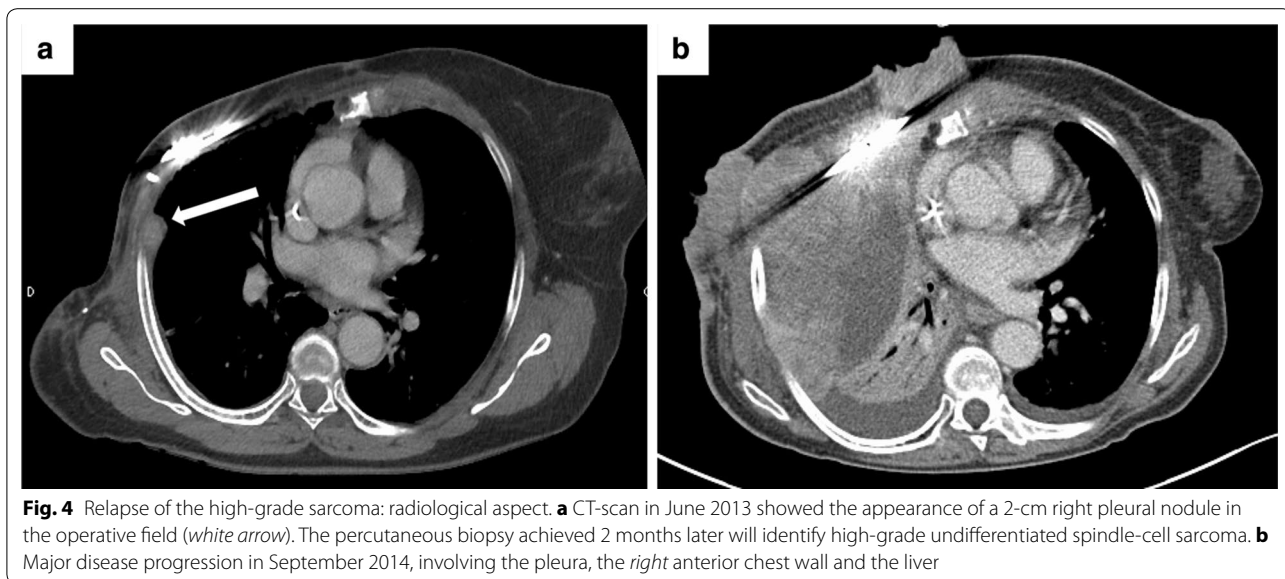 a
b
D
Fig. 4 Relapse of the high-grade sarcoma: radiological aspect. a CT-scan in June 2013 showed the appearance of a 2-cm right pleural nodule in
the operative field (white arrow). The percutaneous biopsy achieved 2 months later will identify high-grade undifferentiated spindle-cell sarcoma. b
Major disease progression in September 2014, involving the pleura, the right anterior chest wall and the liver